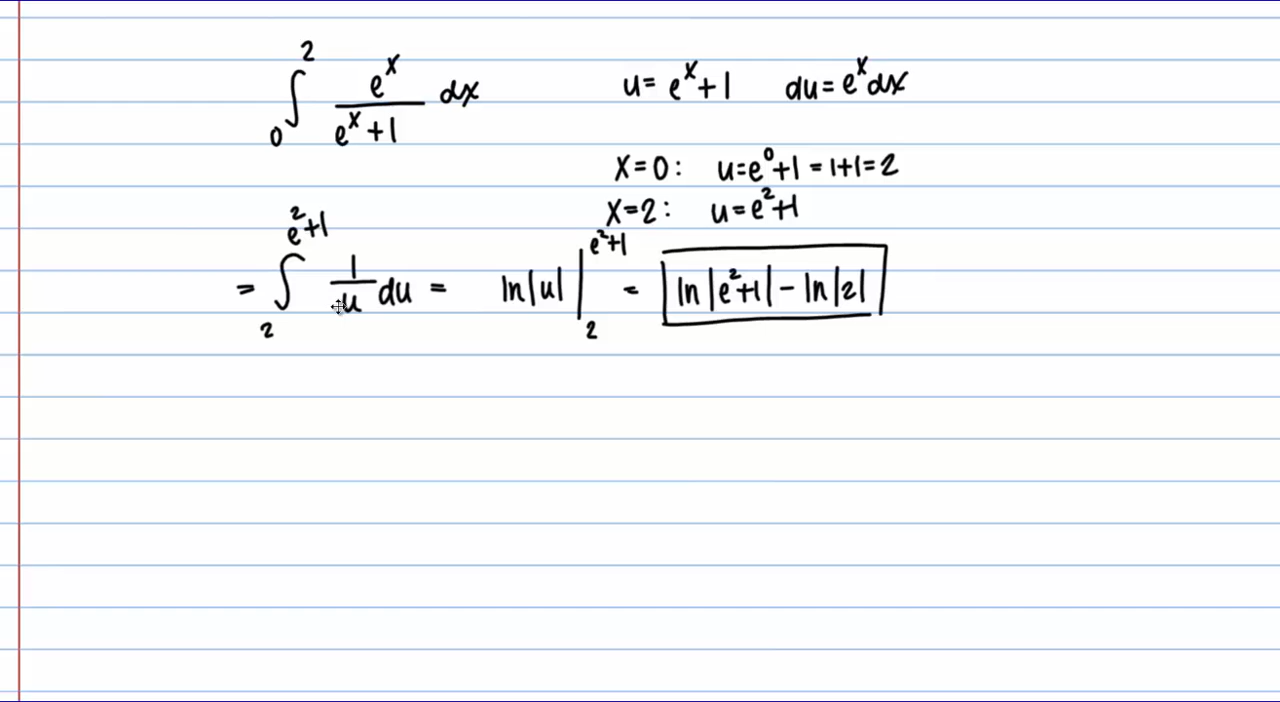 ∫₀² eˣ/(eˣ+1) dx    u = eˣ+1    du = eˣdx
x=0:  u=e⁰+1 = 1+1=2
x=2:  u=e²+1
= ∫₂^(e²+1) 1/u du = ln|u| |₂^(e²+1) = ln|e²+1| - ln|2|